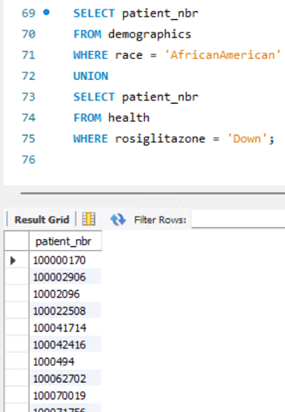 69 SELECT patient_nbr
70 FROM demographics
71 WHERE race = 'AfricanAmerican'
72 UNION
73 SELECT patient_nbr
74 FROM health
75 WHERE rosiglitazone = 'Down';
76
Result Grid Filter Rows:
patient_nbr
100000170
100002906
10002096
100022508
100041714
100042416
1000494
100062702
100070019